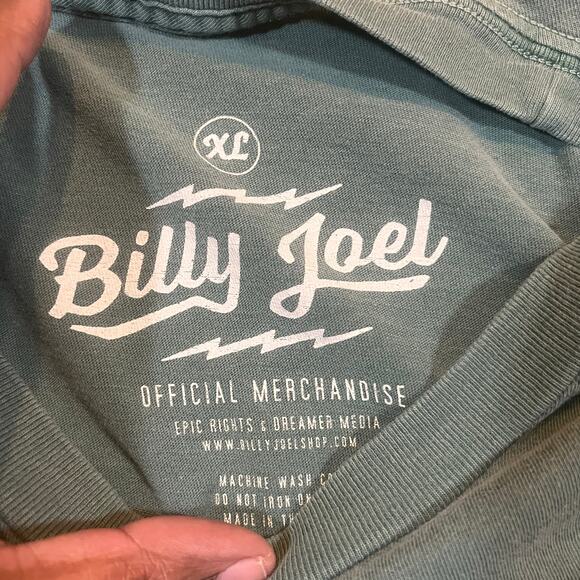 XL
Billy Joel
OFFICIAL MERCHANDISE
EPIC RIGHTS & DREAMER MEDIA
WWW.BILLYJOELSHOP.COM
MACHINE WASH
DO NOT IRON ON
MADE IN